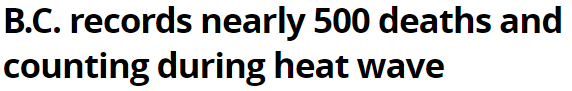 B.C. records nearly 500 deaths and
counting during heat wave